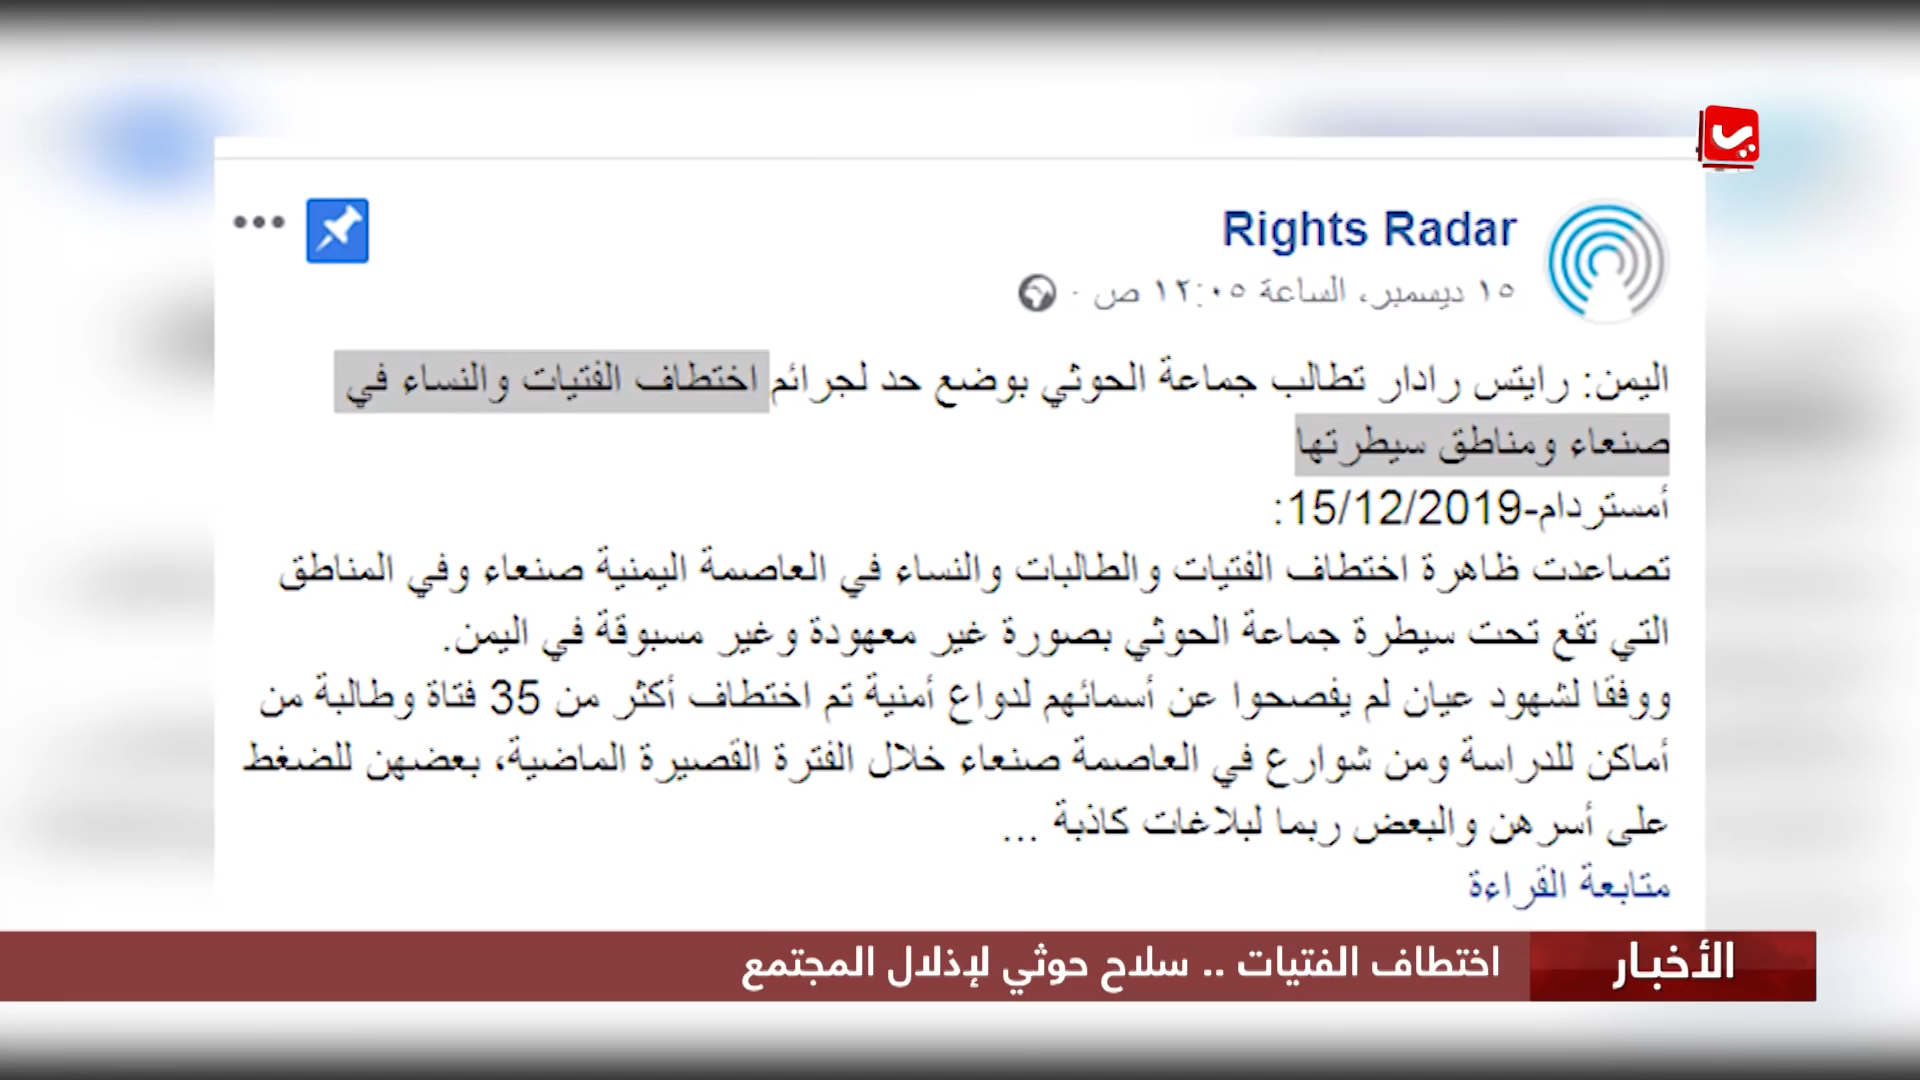 Rights Radar
١٥ ديسمبر، الساعة ١٢:٠٥ ص ·
اليمن: رايتس رادار تطالب جماعة الحوثي بوضع حد لجرائم اختطاف الفتيات والنساء في
صنعاء ومناطق سيطرتها
أمستردام-15/12/2019:
تصاعدت ظاهرة اختطاف الفتيات والطالبات والنساء في العاصمة اليمنية صنعاء وفي المناطق
التي تقع تحت سيطرة جماعة الحوثي بصورة غير معهودة وغير مسبوقة في اليمن.
ووفقا لشهود عيان لم يفصحوا عن أسمائهم لدواع أمنية تم اختطاف أكثر من 35 فتاة وطالبة من
أماكن للدراسة ومن شوارع في العاصمة صنعاء خلال الفترة القصيرة الماضية، بعضهن للضغط
على أسرهن والبعض ربما لبلاغات كاذبة ...
متابعة القراءة
الأخبار
اختطاف الفتيات .. سلاح حوثي لإذلال المجتمع